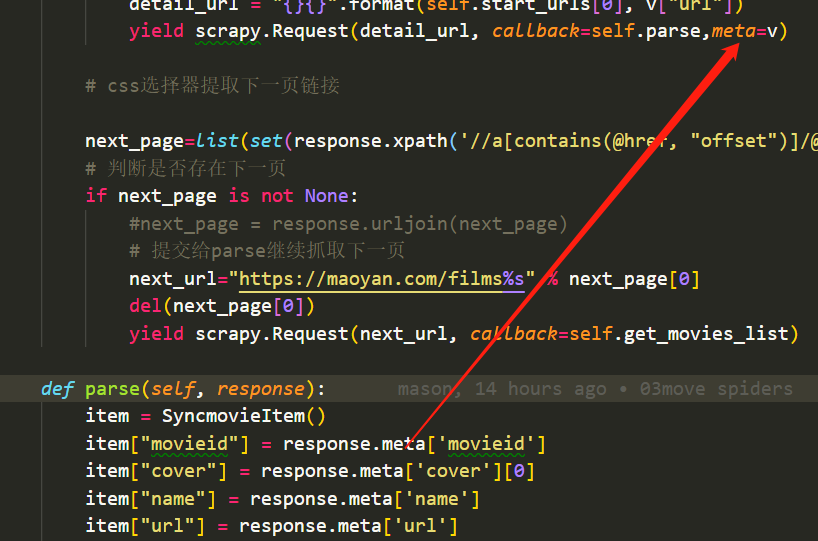 detail_url = "{}{}".format(self.start_urls[0], v["url"])
yield scrapy.Request(detail_url, callback=self.parse,meta=v)
# css选择器提取下一页链接
next_page=list(set(response.xpath('//a[contains(@href, "offset")]/@
# 判断是否存在下一页
if next_page is not None:
#next_page = response.urljoin(next_page)
# 提交给parse继续抓取下一页
next_url="https://maoyan.com/films%s" % next_page[0]
del(next_page[0])
yield scrapy.Request(next_url, callback=self.get_movies_list)
def parse(self, response): mason, 14 hours ago • 03move spiders
item = SyncmovieItem()
item["movieid"] = response.meta['movieid']
item["cover"] = response.meta['cover'][0]
item["name"] = response.meta['name']
item["url"] = response.meta['url']